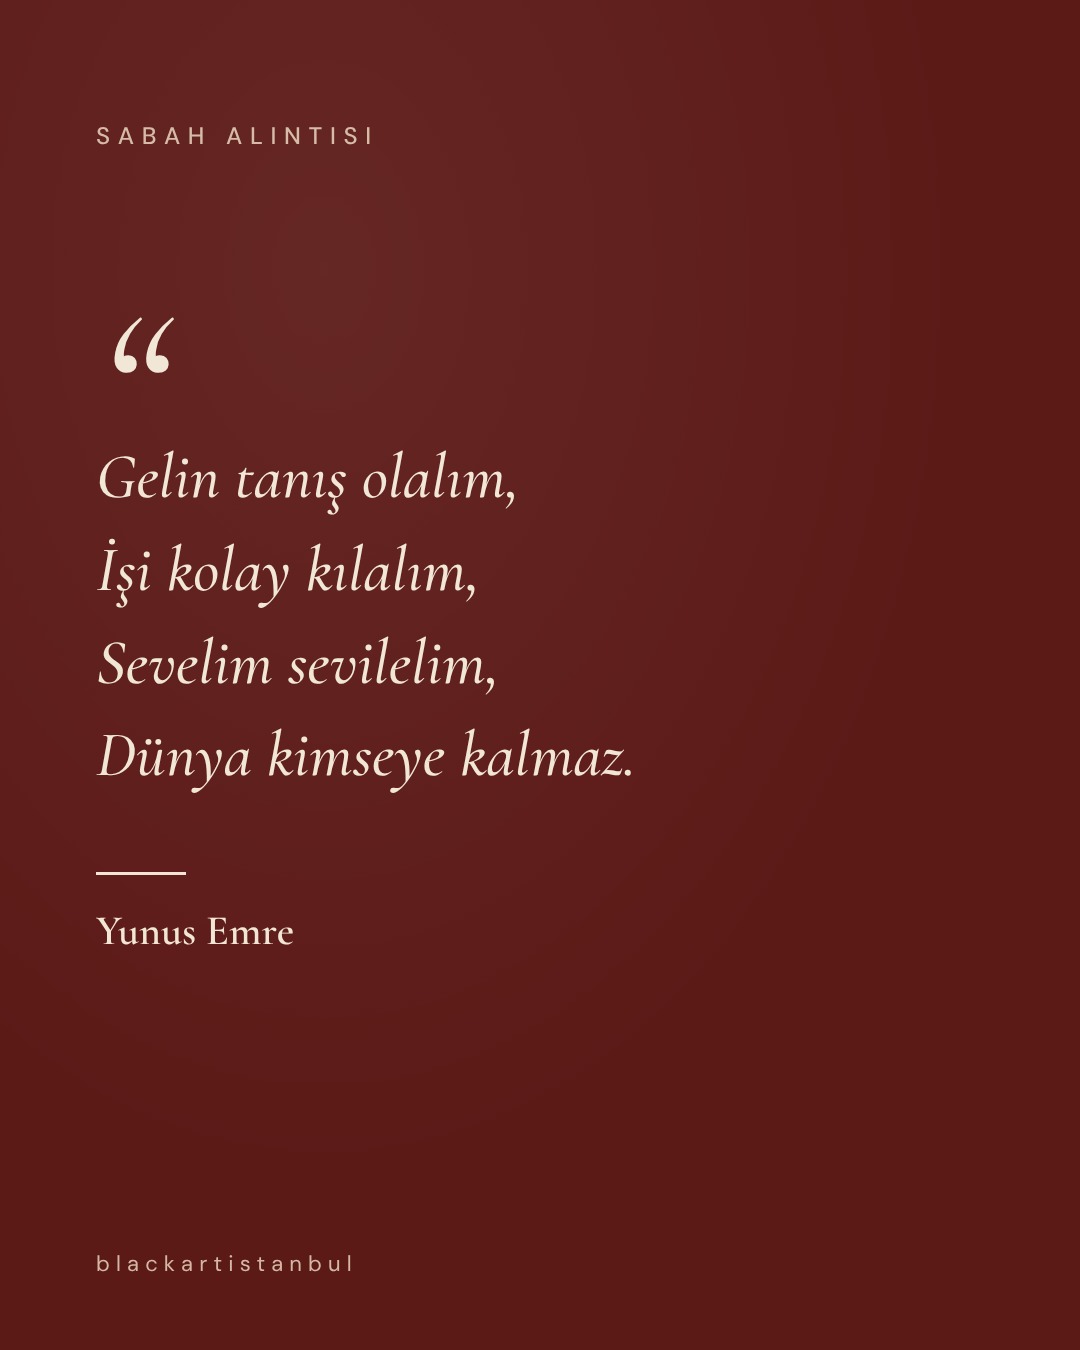 SABAH ALINTISI
“
Gelin tanış olalım,
İşi kolay kılalım,
Sevelim sevilelim,
Dünya kimseye kalmaz.
Yunus Emre
blackartistanbul